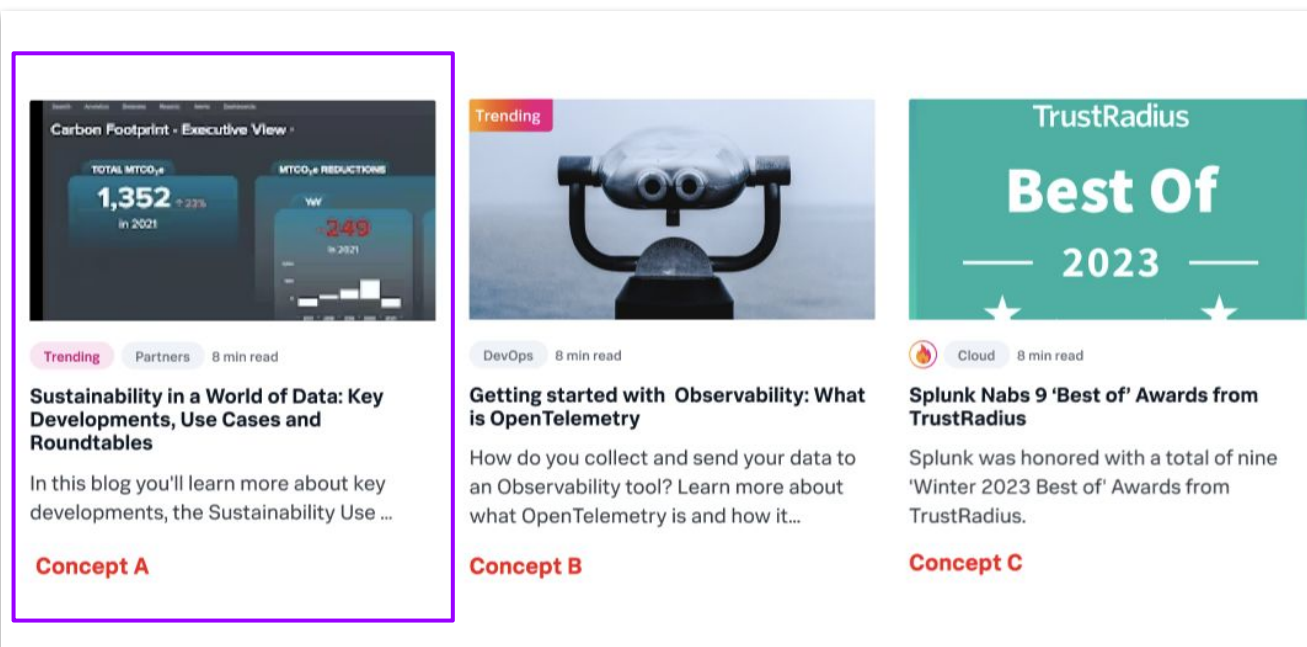 Carbon Footprint - Executive View
TOTAL MTCO₂e
1,352 ↑ 23%
in 2021
MTCO₂e REDUCTIONS
YoY
249
in 2021
Trending
Partners
8 min read
Sustainability in a World of Data: Key
Developments, Use Cases and
Roundtables
In this blog you'll learn more about key
developments, the Sustainability Use ...
Concept A
Trending
DevOps
8 min read
Getting started with Observability: What
is OpenTelemetry
How do you collect and send your data to
an Observability tool? Learn more about
what OpenTelemetry is and how it...
Concept B
TrustRadius
Best Of
2023
Cloud
8 min read
Splunk Nabs 9 ‘Best of’ Awards from
TrustRadius
Splunk was honored with a total of nine
'Winter 2023 Best of' Awards from
TrustRadius.
Concept C